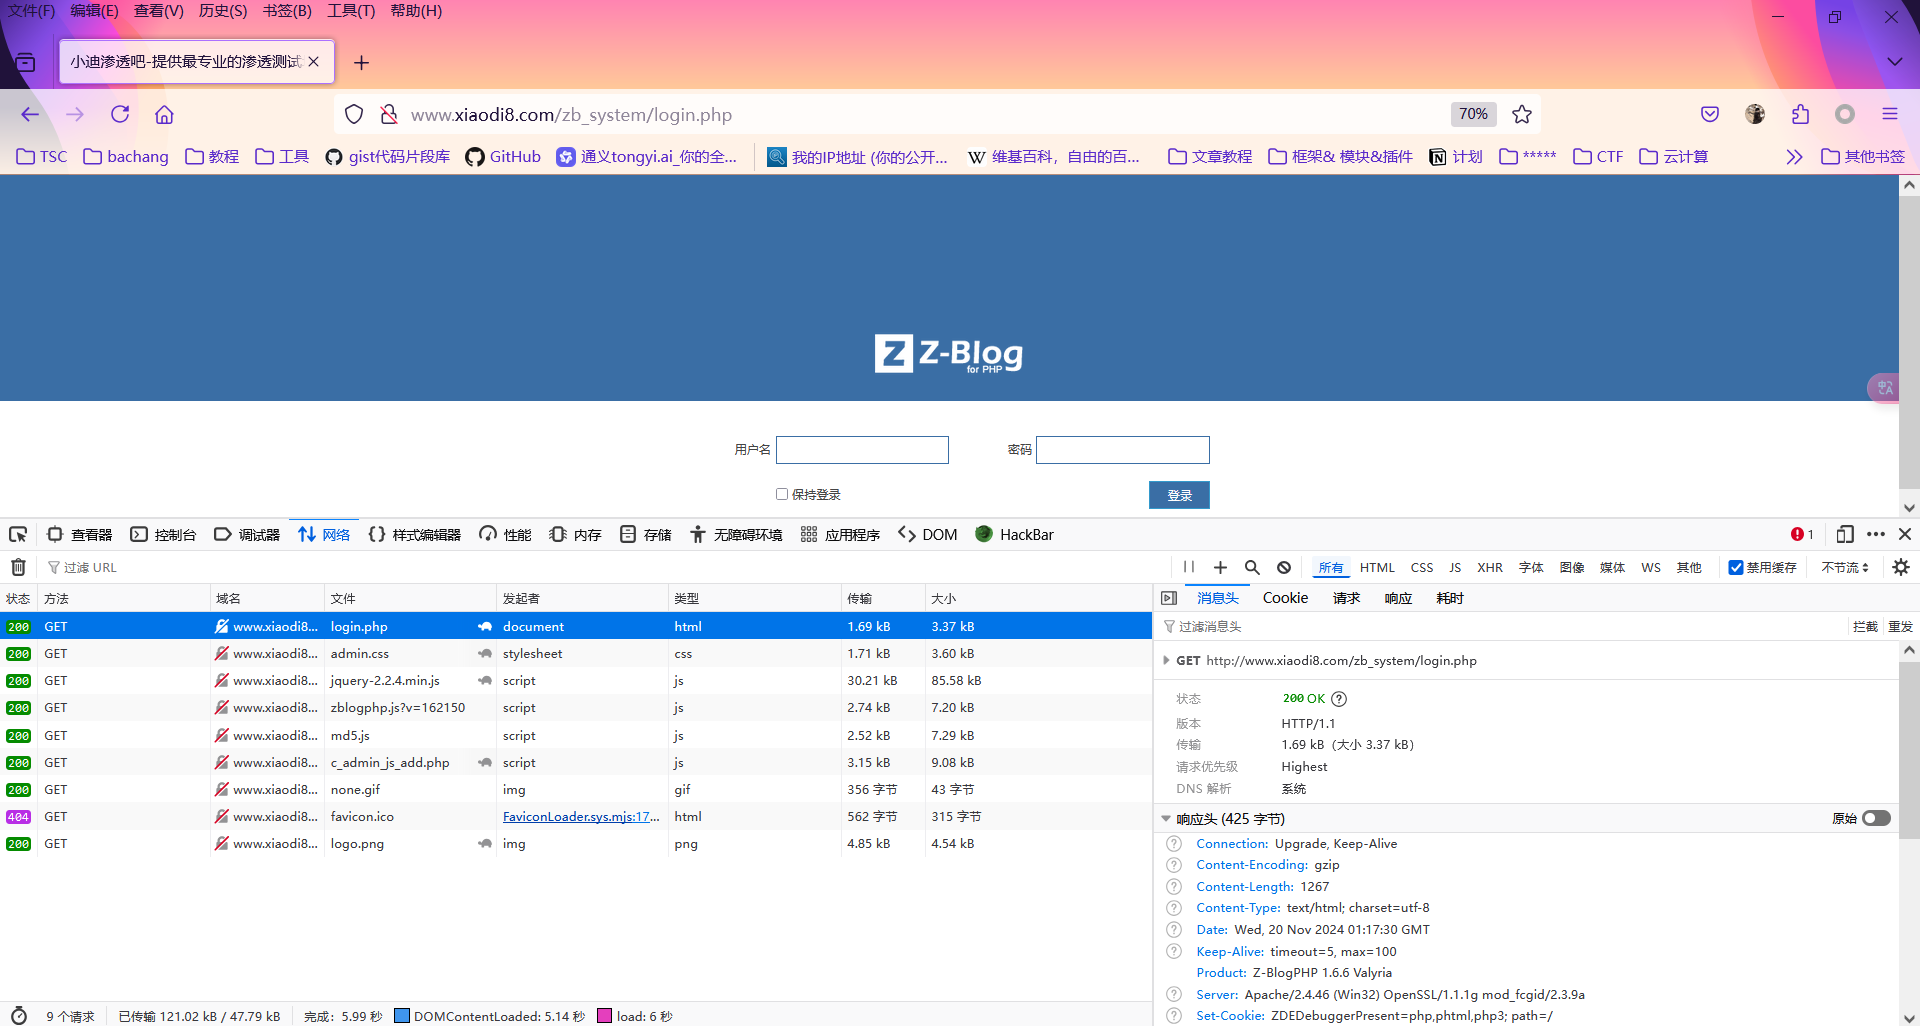 文件(F) 编辑(E) 查看(V) 历史(S) 书签(B) 工具(T) 帮助(H)
小迪渗透吧-提供最专业的渗透测试
www.xiaodi8.com/zb_system/login.php 70%
TSC bachang 教程 工具 gist代码片段库 GitHub 通义tongyi.ai_你的全... 我的IP地址 (你的公开... 维基百科，自由的百... 文章教程 框架& 模块&插件 计划 ***** CTF 云计算 其他书签
Z Z-Blog
for PHP
用户名 密码
保持登录 登录
查看器 控制台 调试器 网络 样式编辑器 性能 内存 存储 无障碍环境 应用程序 DOM HackBar 1
过滤 URL 所有 HTML CSS JS XHR 字体 图像 媒体 WS 其他 禁用缓存 不节流
状态 方法 域名 文件 发起者 类型 传输 大小
200 GET www.xiaodi8... login.php document html 1.69 kB 3.37 kB
200 GET www.xiaodi8... admin.css stylesheet css 1.71 kB 3.60 kB
200 GET www.xiaodi8... jquery-2.2.4.min.js script js 30.21 kB 85.58 kB
200 GET www.xiaodi8... zblogphp.js?v=162150 script js 2.74 kB 7.20 kB
200 GET www.xiaodi8... md5.js script js 2.52 kB 7.29 kB
200 GET www.xiaodi8... c_admin_js_add.php script js 3.15 kB 9.08 kB
200 GET www.xiaodi8... none.gif img gif 356 字节 43 字节
404 GET www.xiaodi8... favicon.ico FaviconLoader.sys.mjs:17... html 562 字节 315 字节
200 GET www.xiaodi8... logo.png img png 4.85 kB 4.54 kB
9 个请求 已传输 121.02 kB / 47.79 kB 完成：5.99 秒 DOMContentLoaded: 5.14 秒 load: 6 秒
消息头 Cookie 请求 响应 耗时
过滤消息头 拦截 重发
GET http://www.xiaodi8.com/zb_system/login.php
状态 200 OK
版本 HTTP/1.1
传输 1.69 kB（大小 3.37 kB）
请求优先级 Highest
DNS 解析 系统
响应头 (425 字节) 原始
Connection: Upgrade, Keep-Alive
Content-Encoding: gzip
Content-Length: 1267
Content-Type: text/html; charset=utf-8
Date: Wed, 20 Nov 2024 01:17:30 GMT
Keep-Alive: timeout=5, max=100
Product: Z-BlogPHP 1.6.6 Valyria
Server: Apache/2.4.46 (Win32) OpenSSL/1.1.1g mod_fcgid/2.3.9a
Set-Cookie: ZDEDebuggerPresent=php,phtml,php3; path=/